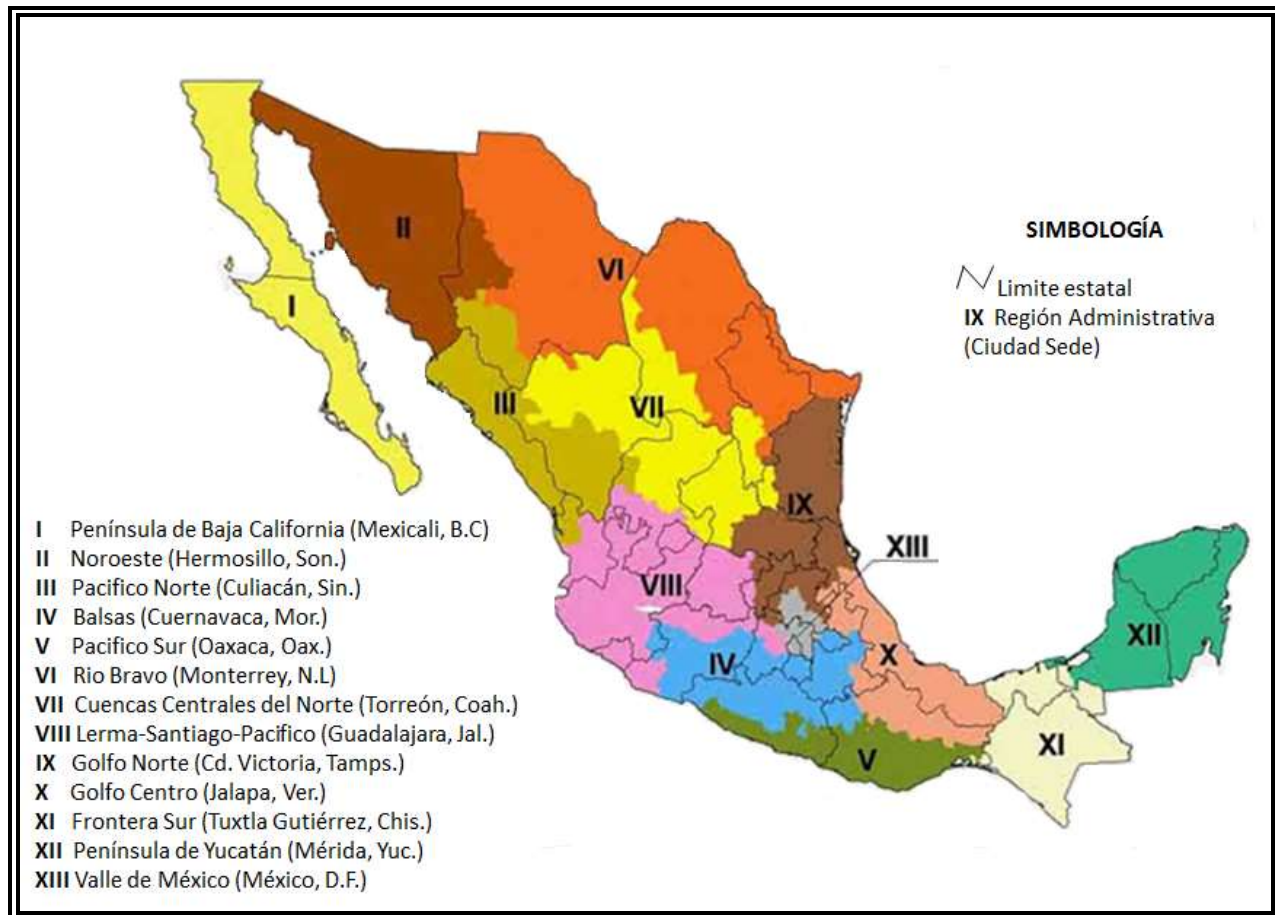 II
VI
I
III
VII
IX
XIII
VIII
XII
IV
X
V
XI
SIMBOLOGÍA
Limite estatal
IX Región Administrativa
(Ciudad Sede)
I Península de Baja California (Mexicali, B.C)
II Noroeste (Hermosillo, Son.)
III Pacifico Norte (Culiacán, Sin.)
IV Balsas (Cuernavaca, Mor.)
V Pacifico Sur (Oaxaca, Oax.)
VI Rio Bravo (Monterrey, N.L)
VII Cuencas Centrales del Norte (Torreón, Coah.)
VIII Lerma-Santiago-Pacifico (Guadalajara, Jal.)
IX Golfo Norte (Cd. Victoria, Tamps.)
X Golfo Centro (Jalapa, Ver.)
XI Frontera Sur (Tuxtla Gutiérrez, Chis.)
XII Península de Yucatán (Mérida, Yuc.)
XIII Valle de México (México, D.F.)